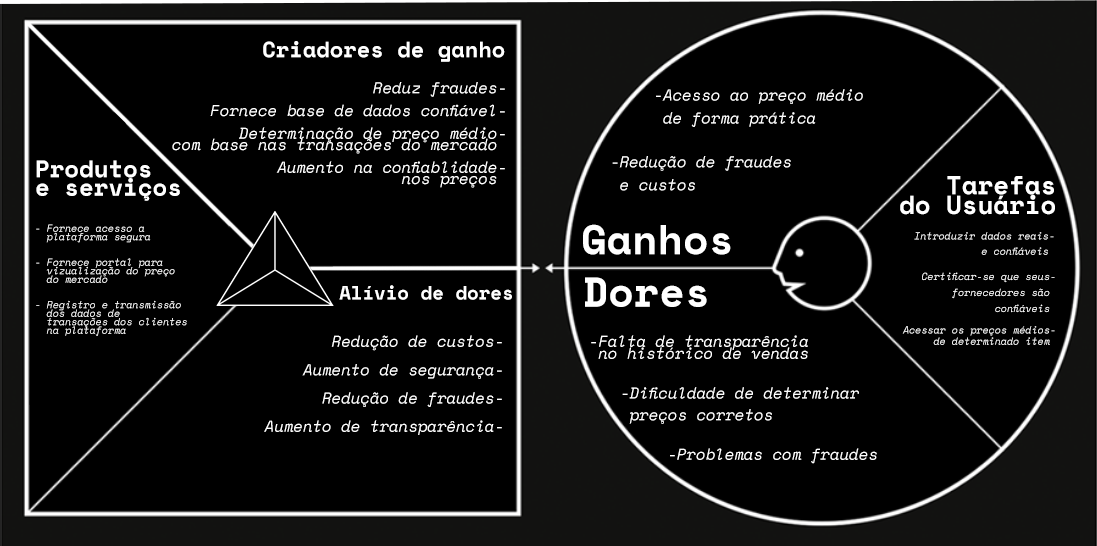 Criadores de ganho
Reduz fraudes-
Fornece base de dados confiável-
Determinação de preço médio-
com base nas transações do mercado
Aumento na confiablidade-
nos preços
Produtos
e serviços
- Fornece acesso a
plataforma segura
- Fornece portal para
vizualização do preço
do mercado
- Registro e transmissão
dos dados de
transações dos clientes
na plataforma
Alívio de dores
Redução de custos-
Aumento de segurança-
Redução de fraudes-
Aumento de transparência-
-Acesso ao preço médio
de forma prática
-Redução de fraudes
e custos
Ganhos
Dores
-Falta de transparência
no histórico de vendas
-Dificuldade de determinar
preços corretos
-Problemas com fraudes
Tarefas
do Usuário
Introduzir dados reais-
e confiáveis
Certificar-se que seus-
fornecedores são
confiáveis
Acessar os preços médios-
de determinado item